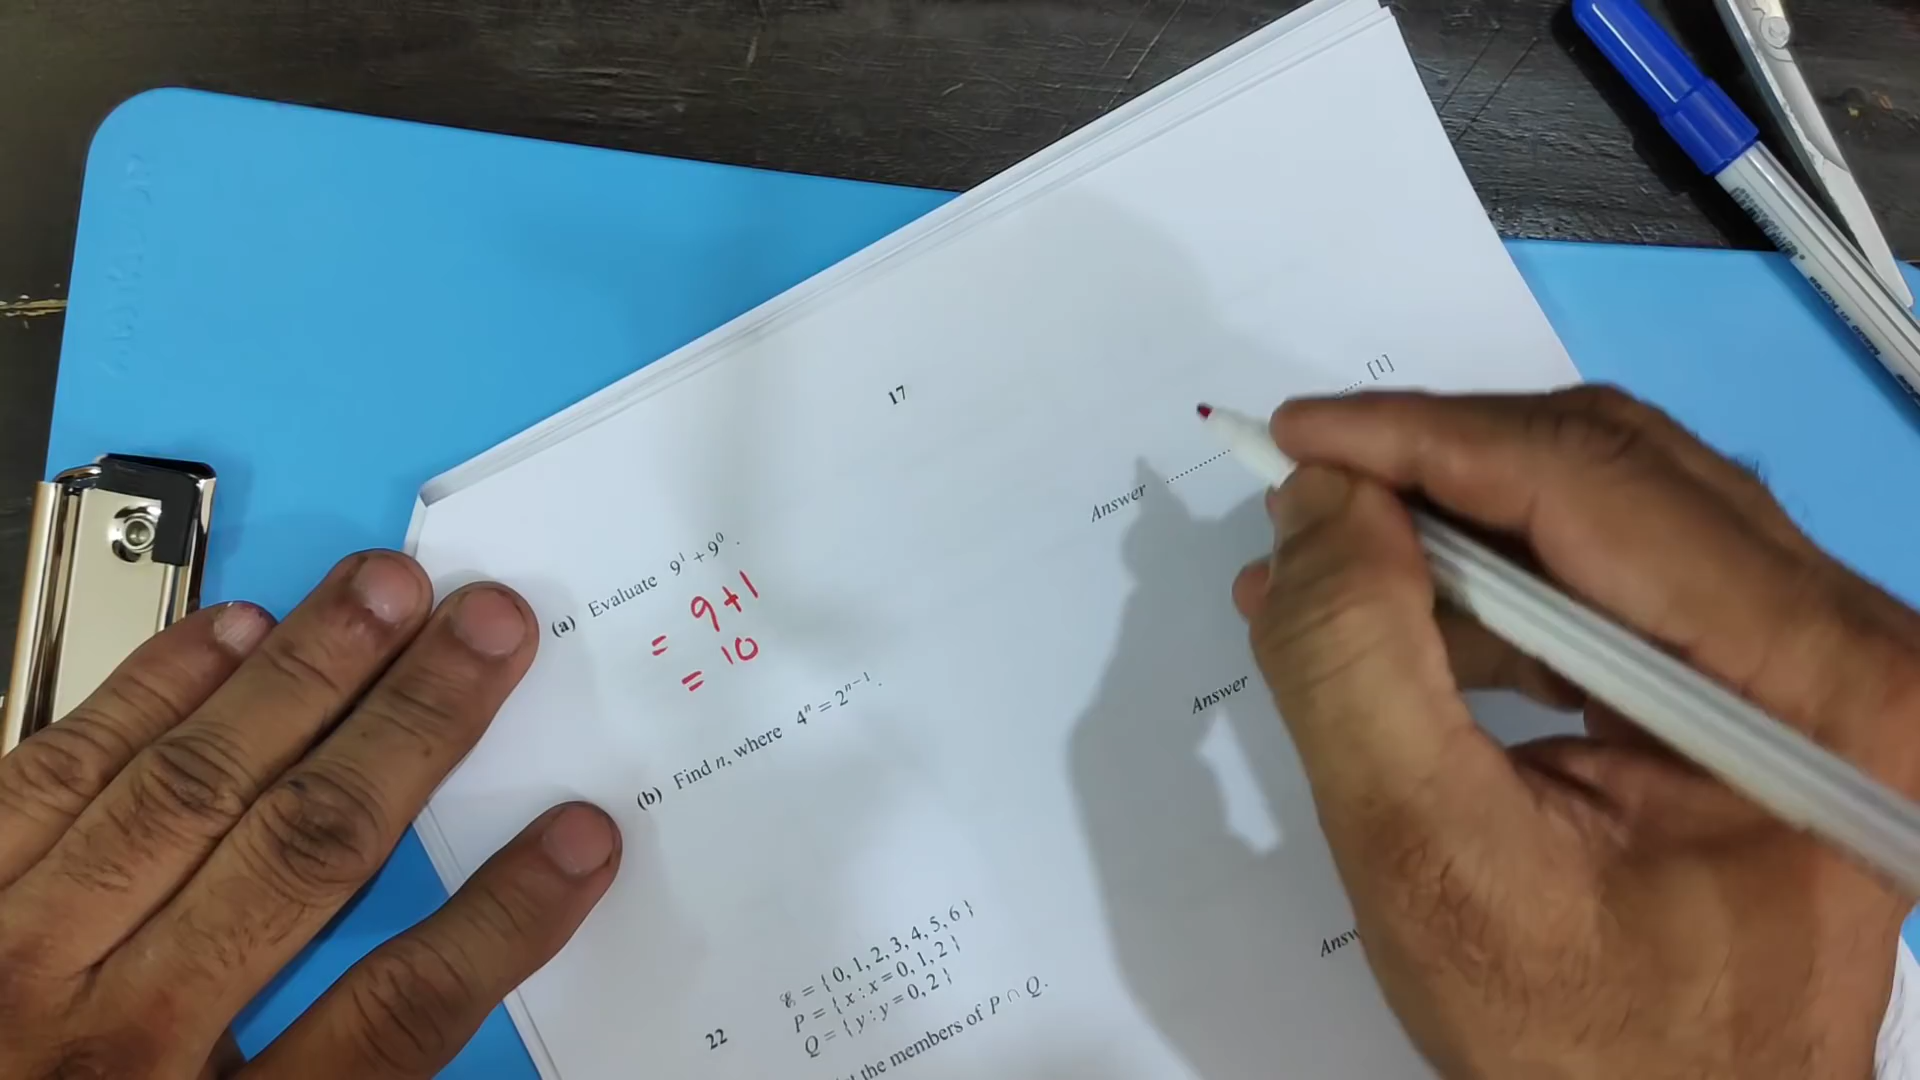 17
(a) Evaluate 9¹ + 9⁰ .
= 9+1
= 10
Answer .................... [1]
(b) Find n, where 4ⁿ = 2ⁿ⁻¹ .
Answer
22 ℰ = { 0, 1, 2, 3, 4, 5, 6 }
P = { x : x = 0, 1, 2 }
Q = { y : y = 0, 2 }
the members of P ∩ Q.